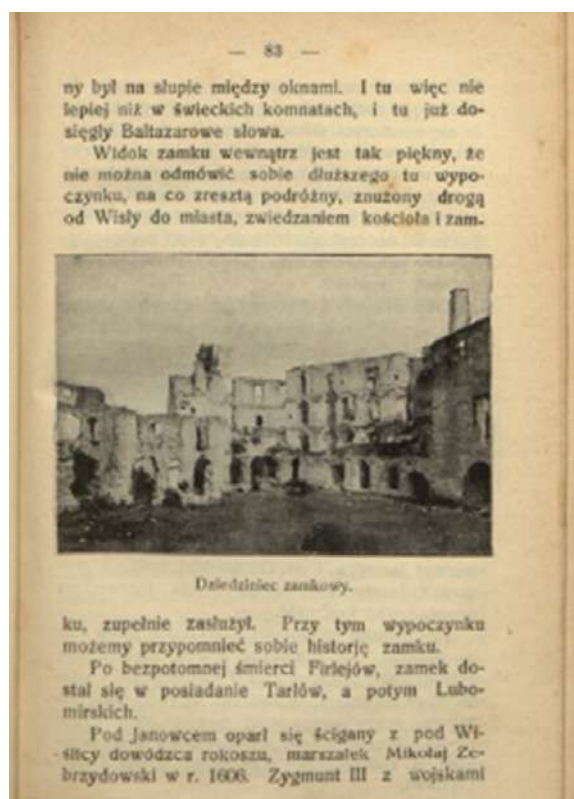 — 83 —
ny był na słupie między oknami. I tu więc nie
lepiej niż w świeckich komnatach, i tu już do-
sięgły Baltazarowe słowa.
Widok zamku wewnątrz jest tak piękny, że
nie można odmówić sobie dłuższego tu wypo-
czynku, na co zresztą podróżny, znużony drogą
od Wisły do miasta, zwiedzaniem kościoła i zam-
Dziedziniec zamkowy.
ku, zupełnie zasłużył. Przy tym wypoczynku
możemy przypomnieć sobie historję zamku.
Po bezpotomnej śmierci Firlejów, zamek do-
stał się w posiadanie Tarłów, a potym Lubo-
mirskich.
Pod Janowcem oparł się ścigany z pod Wi-
ślicy dowódzca rokoszu, marszałek Mikołaj Ze-
brzydowski w r. 1606. Zygmunt III z wojskami